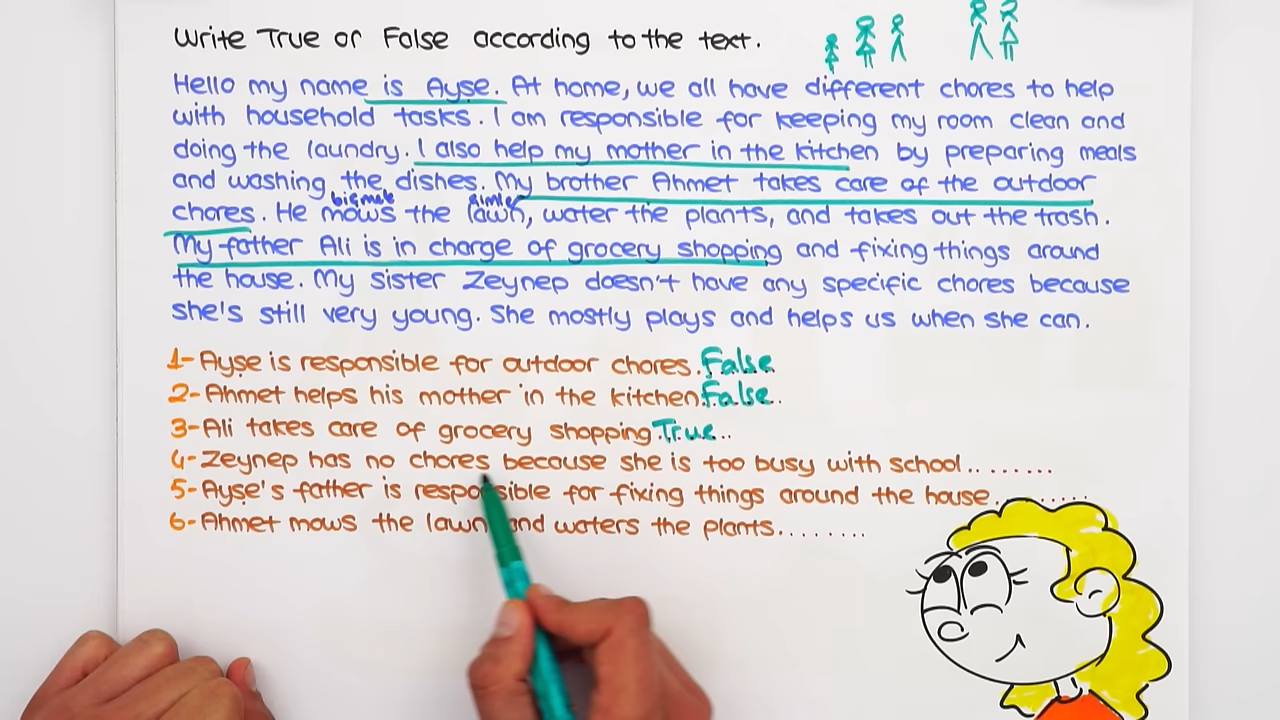 Write True or False according to the text.
Hello my name is Ayşe. At home, we all have different chores to help
with household tasks. I am responsible for keeping my room clean and
doing the laundry. I also help my mother in the kitchen by preparing meals
and washing the dishes. My brother Ahmet takes care of the outdoor
biçmek
chores. He mows the lawn, water the plants, and takes out the trash.
My father Ali is in charge of grocery shopping and fixing things around
the house. My sister Zeynep doesn't have any specific chores because
she's still very young. She mostly plays and helps us when she can.
1- Ayşe is responsible for outdoor chores. False
2- Ahmet helps his mother in the kitchen. False..
3- Ali takes care of grocery shopping. True...
4- Zeynep has no chores because she is too busy with school.. ......
5- Ayşe's father is responsible for fixing things around the house. ......
6- Ahmet mows the lawn and waters the plants. .......